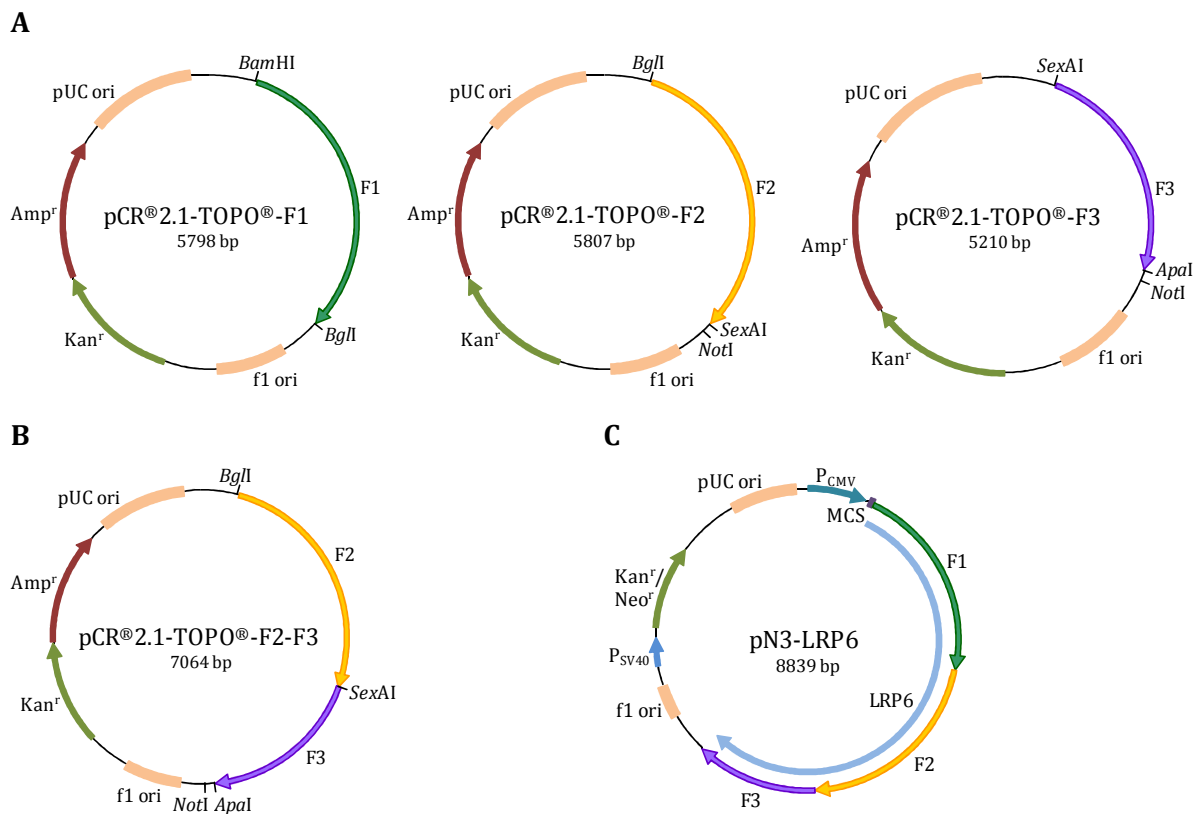 A
BamHI
pUC ori
F1
Ampʳ
pCR®2.1-TOPO®-F1
5798 bp
BglI
Kanʳ
f1 ori
BglI
pUC ori
F2
Ampʳ
pCR®2.1-TOPO®-F2
5807 bp
SexAI
NotI
Kanʳ
f1 ori
SexAI
pUC ori
F3
Ampʳ
pCR®2.1-TOPO®-F3
5210 bp
ApaI
NotI
Kanʳ
f1 ori
B
BglI
pUC ori
F2
Ampʳ
pCR®2.1-TOPO®-F2-F3
7064 bp
SexAI
Kanʳ
F3
f1 ori
NotI
ApaI
C
PCMV
pUC ori
MCS
F1
Kanʳ/
Neoʳ
pN3-LRP6
8839 bp
PSV40
LRP6
f1 ori
F2
F3